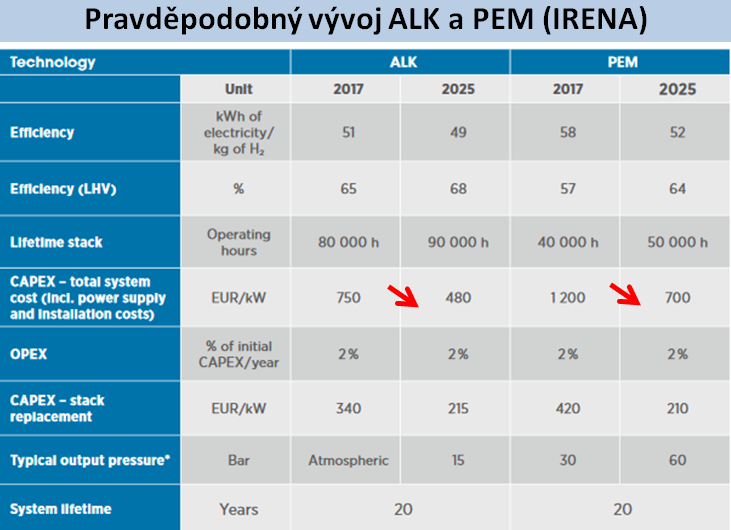 Pravděpodobný vývoj ALK a PEM (IRENA)
Technology ALK PEM
Unit 2017 2025 2017 2025
Efficiency kWh of electricity/ kg of H₂ 51 49 58 52
Efficiency (LHV) % 65 68 57 64
Lifetime stack Operating hours 80 000 h 90 000 h 40 000 h 50 000 h
CAPEX – total system cost (incl. power supply and installation costs) EUR/kW 750 480 1 200 700
OPEX % of initial CAPEX/year 2% 2% 2% 2%
CAPEX – stack replacement EUR/kW 340 215 420 210
Typical output pressure* Bar Atmospheric 15 30 60
System lifetime Years 20 20